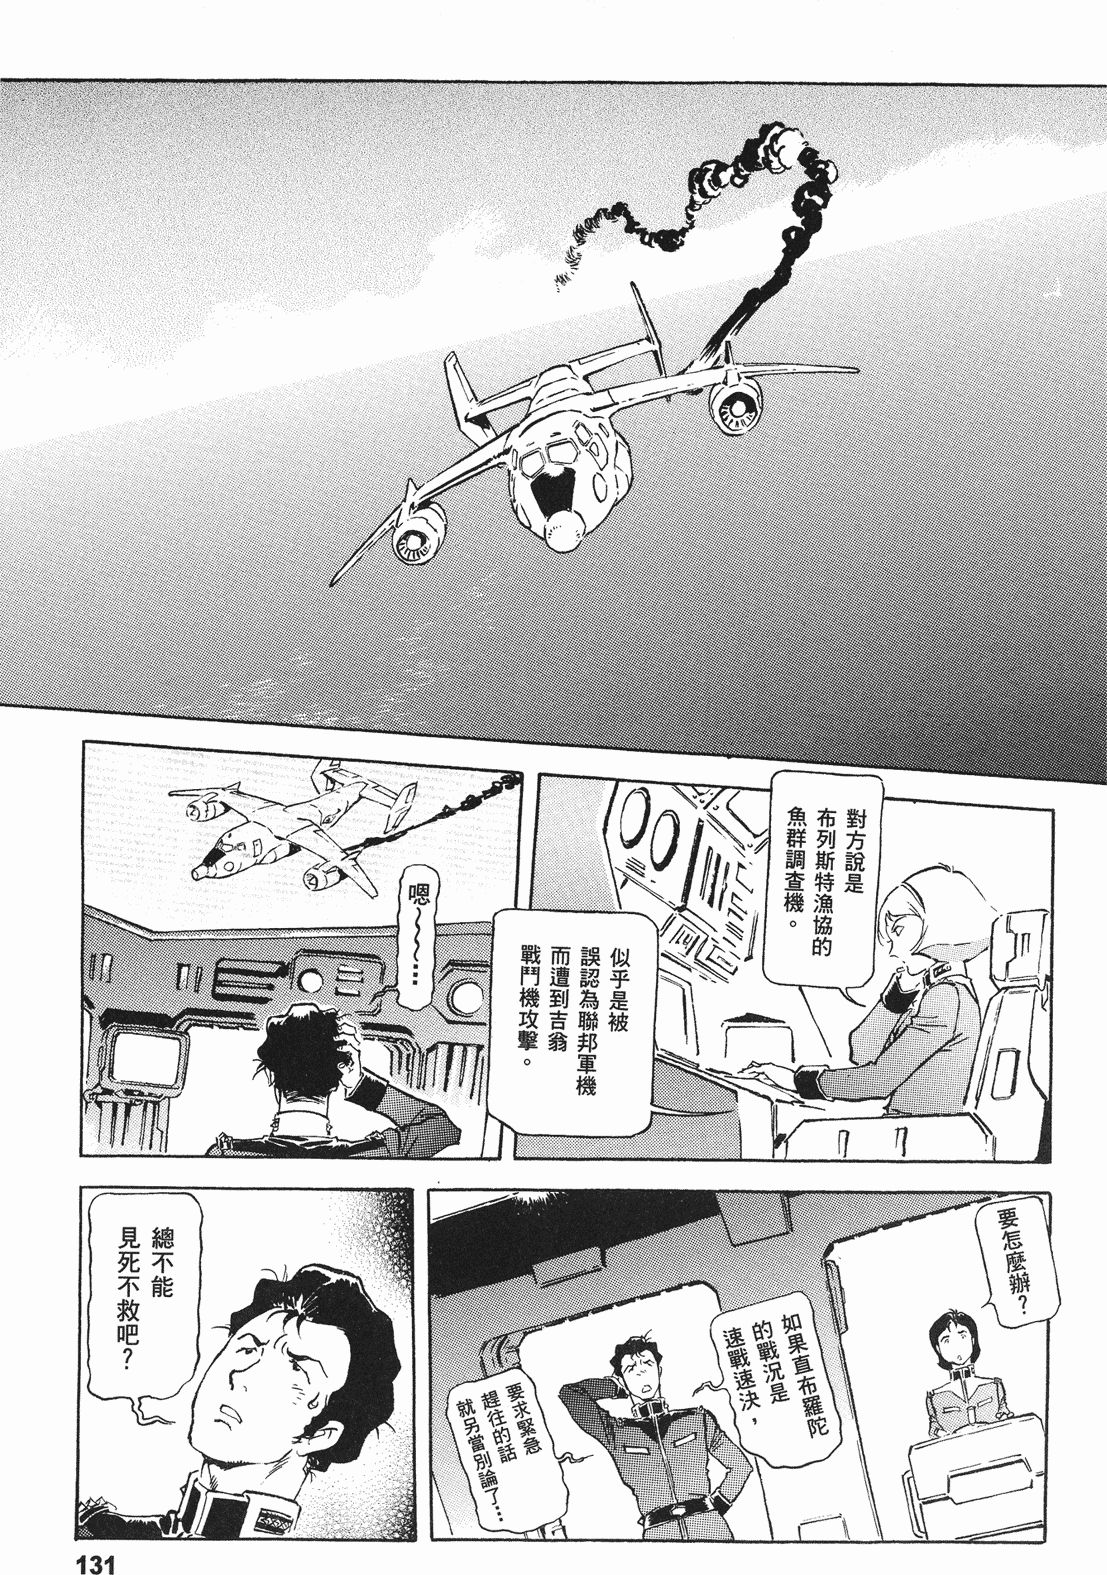 對方說是
布列斯特漁協的
魚群調查機。
似乎是被
誤認為聯邦軍機
而遭到吉翁
戰鬥機攻擊。
嗯～～…
要怎麼辦？
如果直布羅陀
的戰況是
速戰速決，
要求緊急
趕往的話
就另當別論了…
總不能
見死不救吧？
131